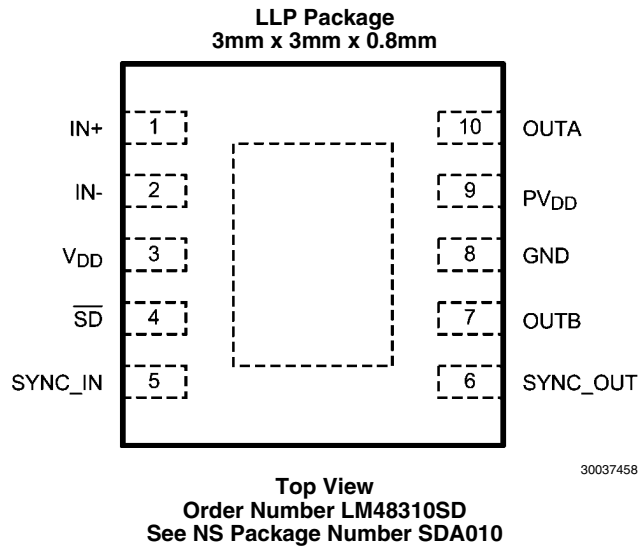 LLP Package
3mm x 3mm x 0.8mm
IN+ 1 10 OUTA
IN- 2 9 PVDD
VDD 3 8 GND
S̅D̅ 4 7 OUTB
SYNC_IN 5 6 SYNC_OUT
30037458
Top View
Order Number LM48310SD
See NS Package Number SDA010